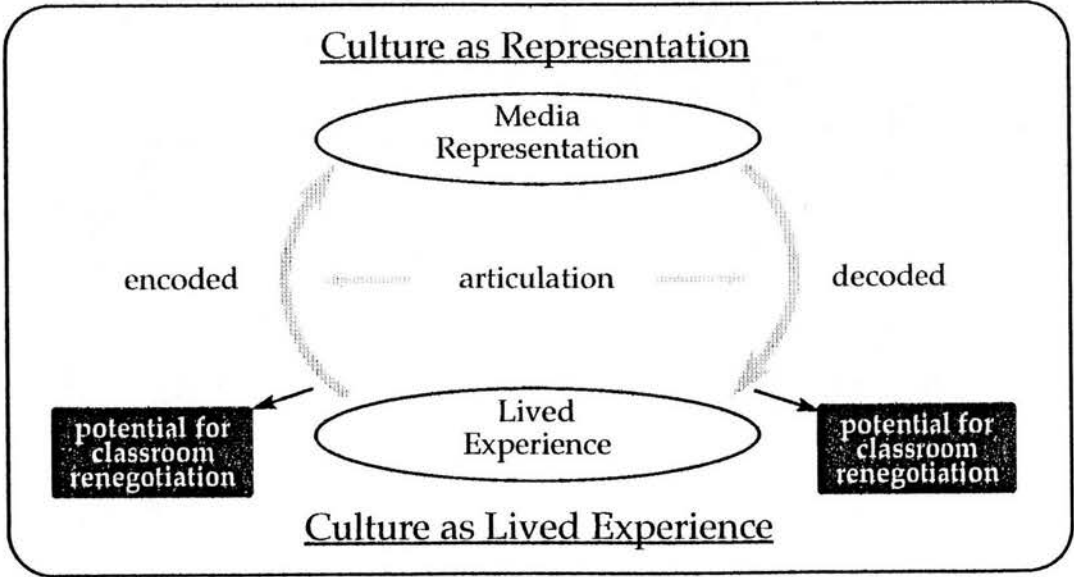 Culture as Representation
Media
Representation
encoded
articulation
decoded
potential for
classroom
renegotiation
Lived
Experience
potential for
classroom
renegotiation
Culture as Lived Experience